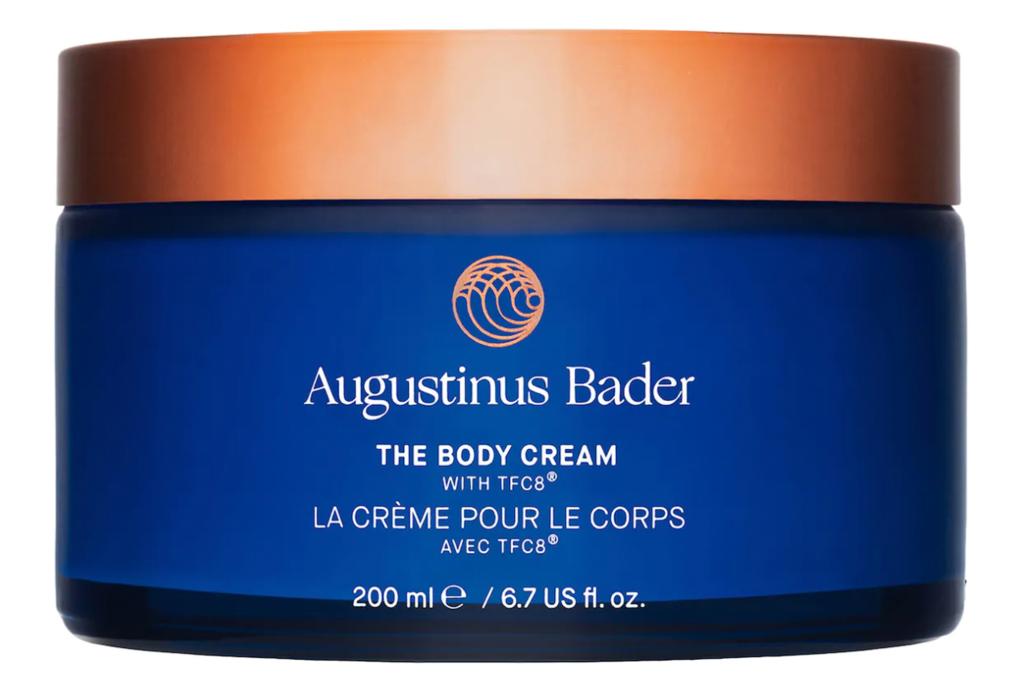 Augustinus Bader
THE BODY CREAM
WITH TFC8®
LA CRÈME POUR LE CORPS
AVEC TFC8®
200 ml ℮ / 6.7 US fl. oz.